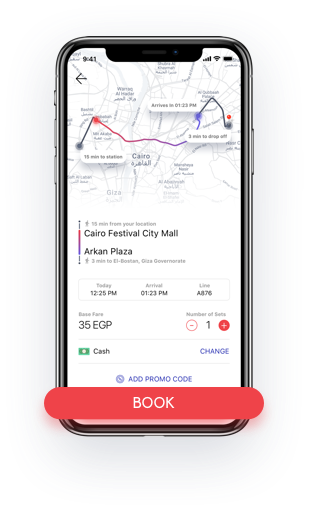 9:41
Arrives In 01:23 PM
3 min to drop off
15 min to station
Cairo
القاهرة
Giza
15 min from your location
Cairo Festival City Mall
Arkan Plaza
3 min to El-Bostan, Giza Governorate
Today Arrival Line
12:25 PM 01:23 PM A876
Base Fare Number of Sets
35 EGP 1
Cash CHANGE
ADD PROMO CODE
BOOK